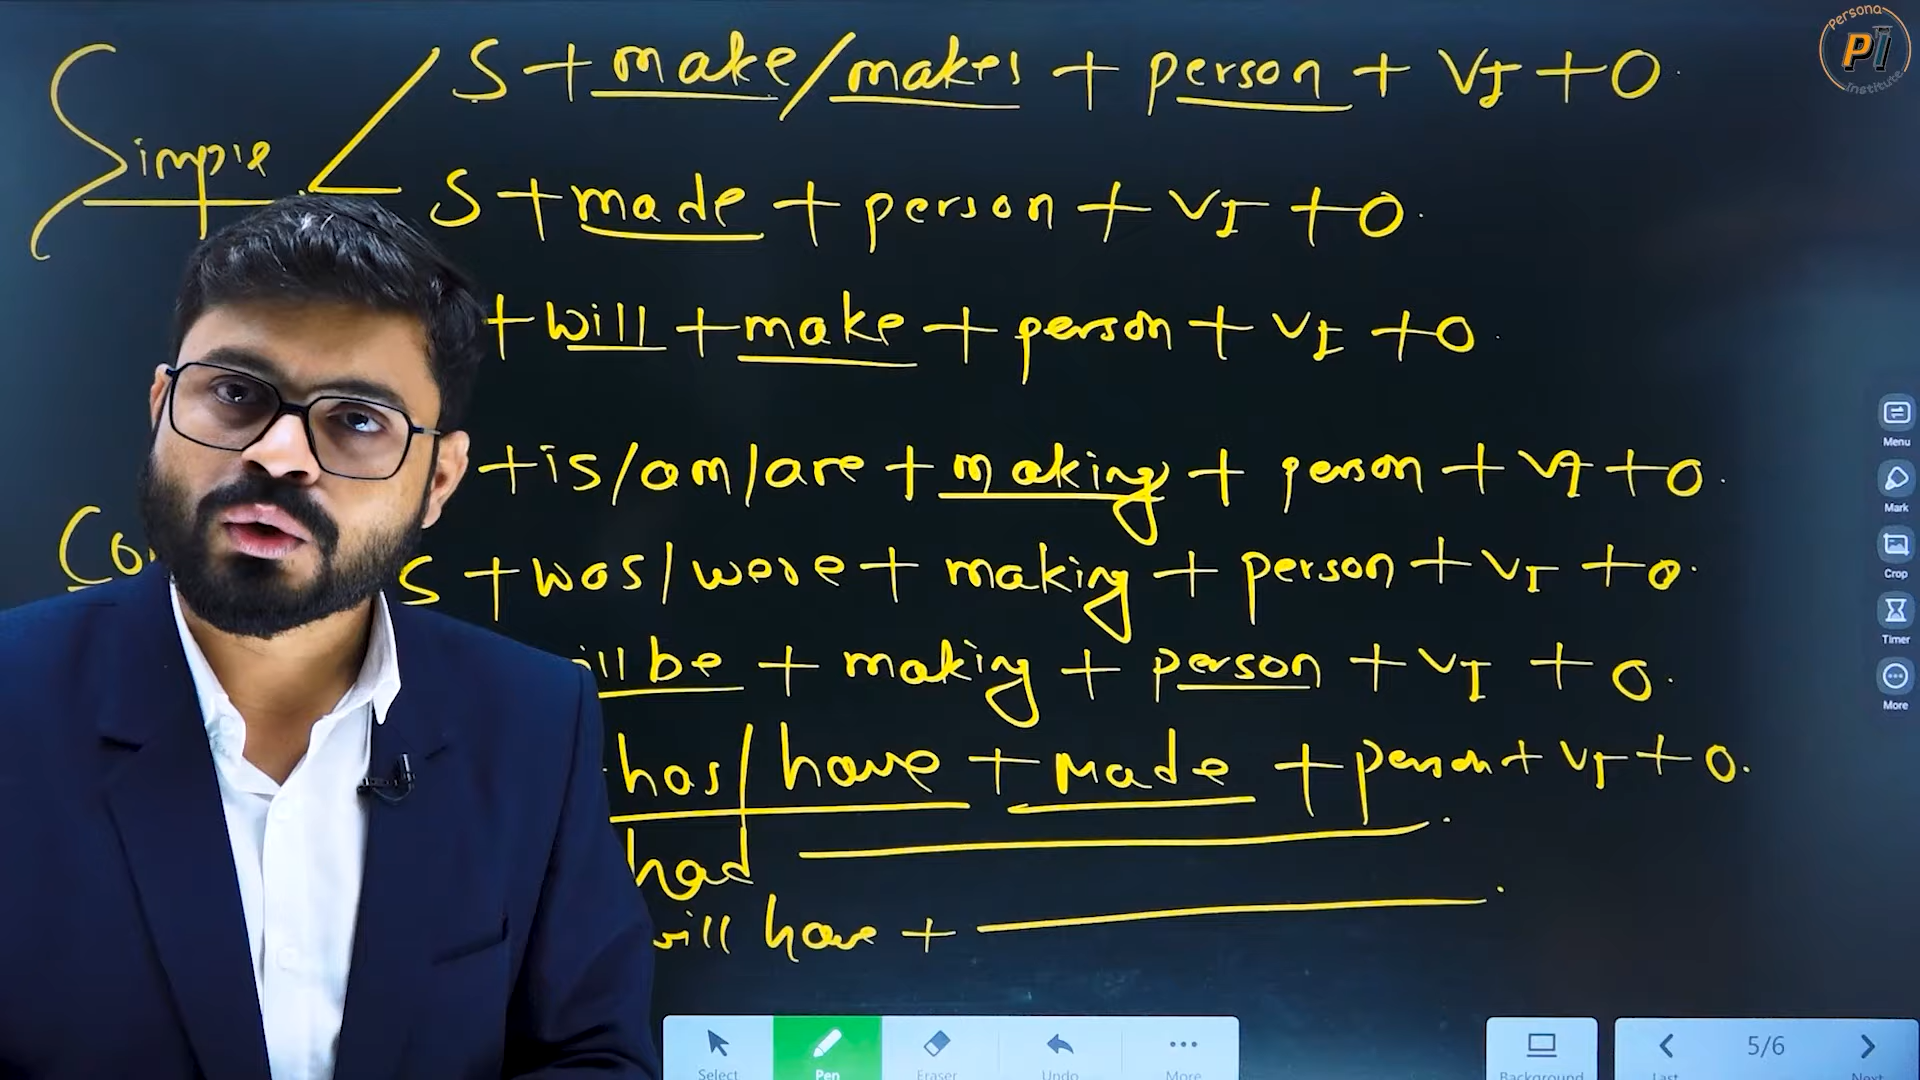 Persona
PI
Institute
S + make/makes + person + VI + O.
Simple
S + made + person + VI + O.
+ will + make + person + VI + O.
+ is/am/are + making + person + VI + O.
S + was/were + making + person + VI + O.
be + making + person + VI + O.
has/have + made + person + VI + O.
had
have +
Menu
Mark
Crop
Timer
More
Select
Pen
Eraser
Undo
More
Background
5/6
Last
Next